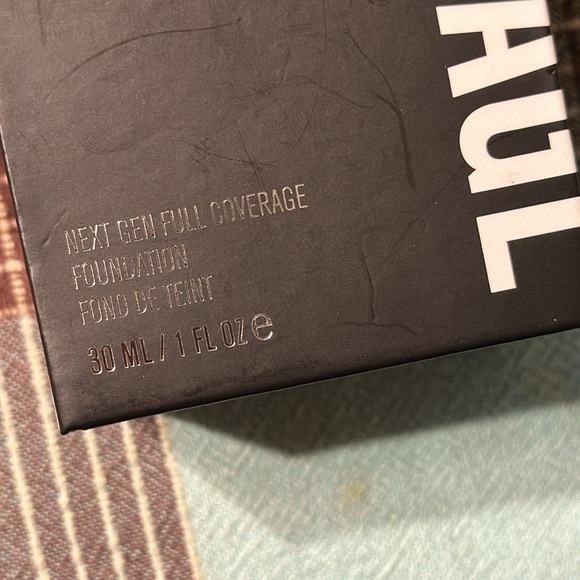 NEXT GEN FULL COVERAGE
FOUNDATION
FOND DE TEINT
30 ML / 1 FL OZ ℮